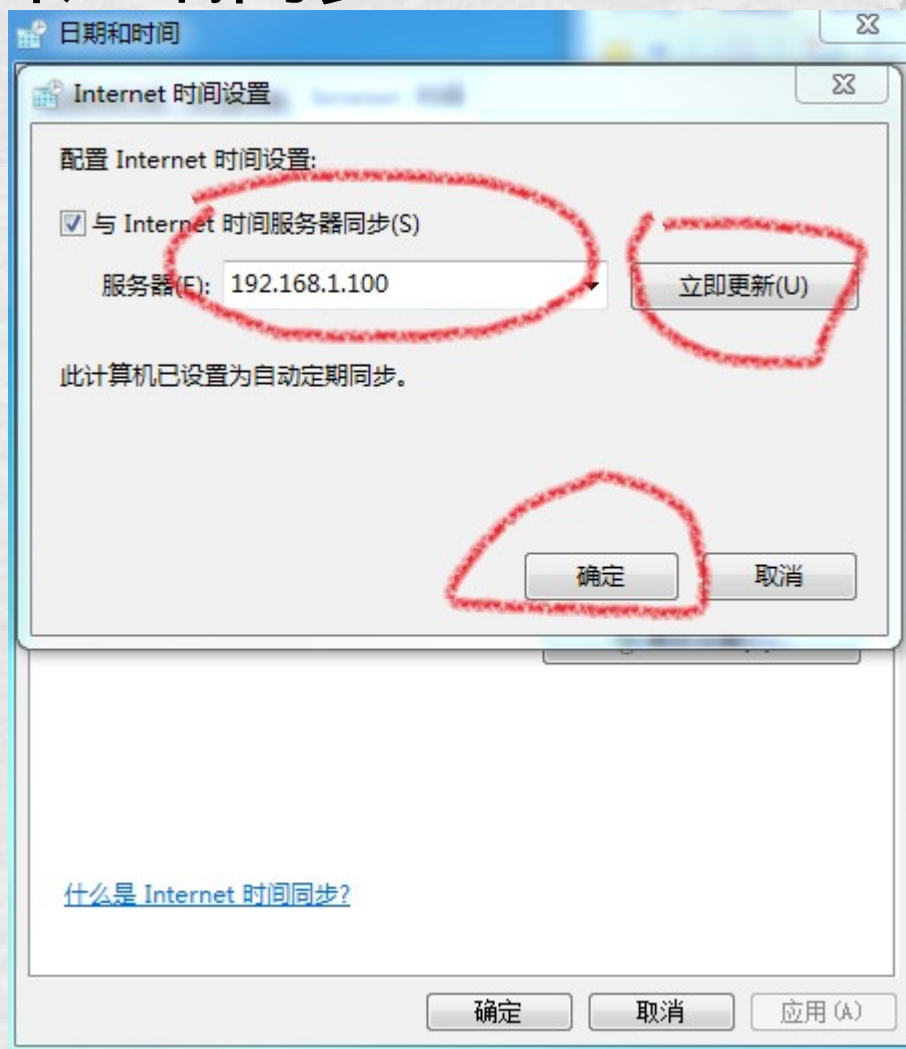 日期和时间
Internet 时间设置
配置 Internet 时间设置:
与 Internet 时间服务器同步(S)
服务器(E): 192.168.1.100
立即更新(U)
此计算机已设置为自动定期同步。
确定 取消
什么是 Internet 时间同步?
确定 取消 应用(A)